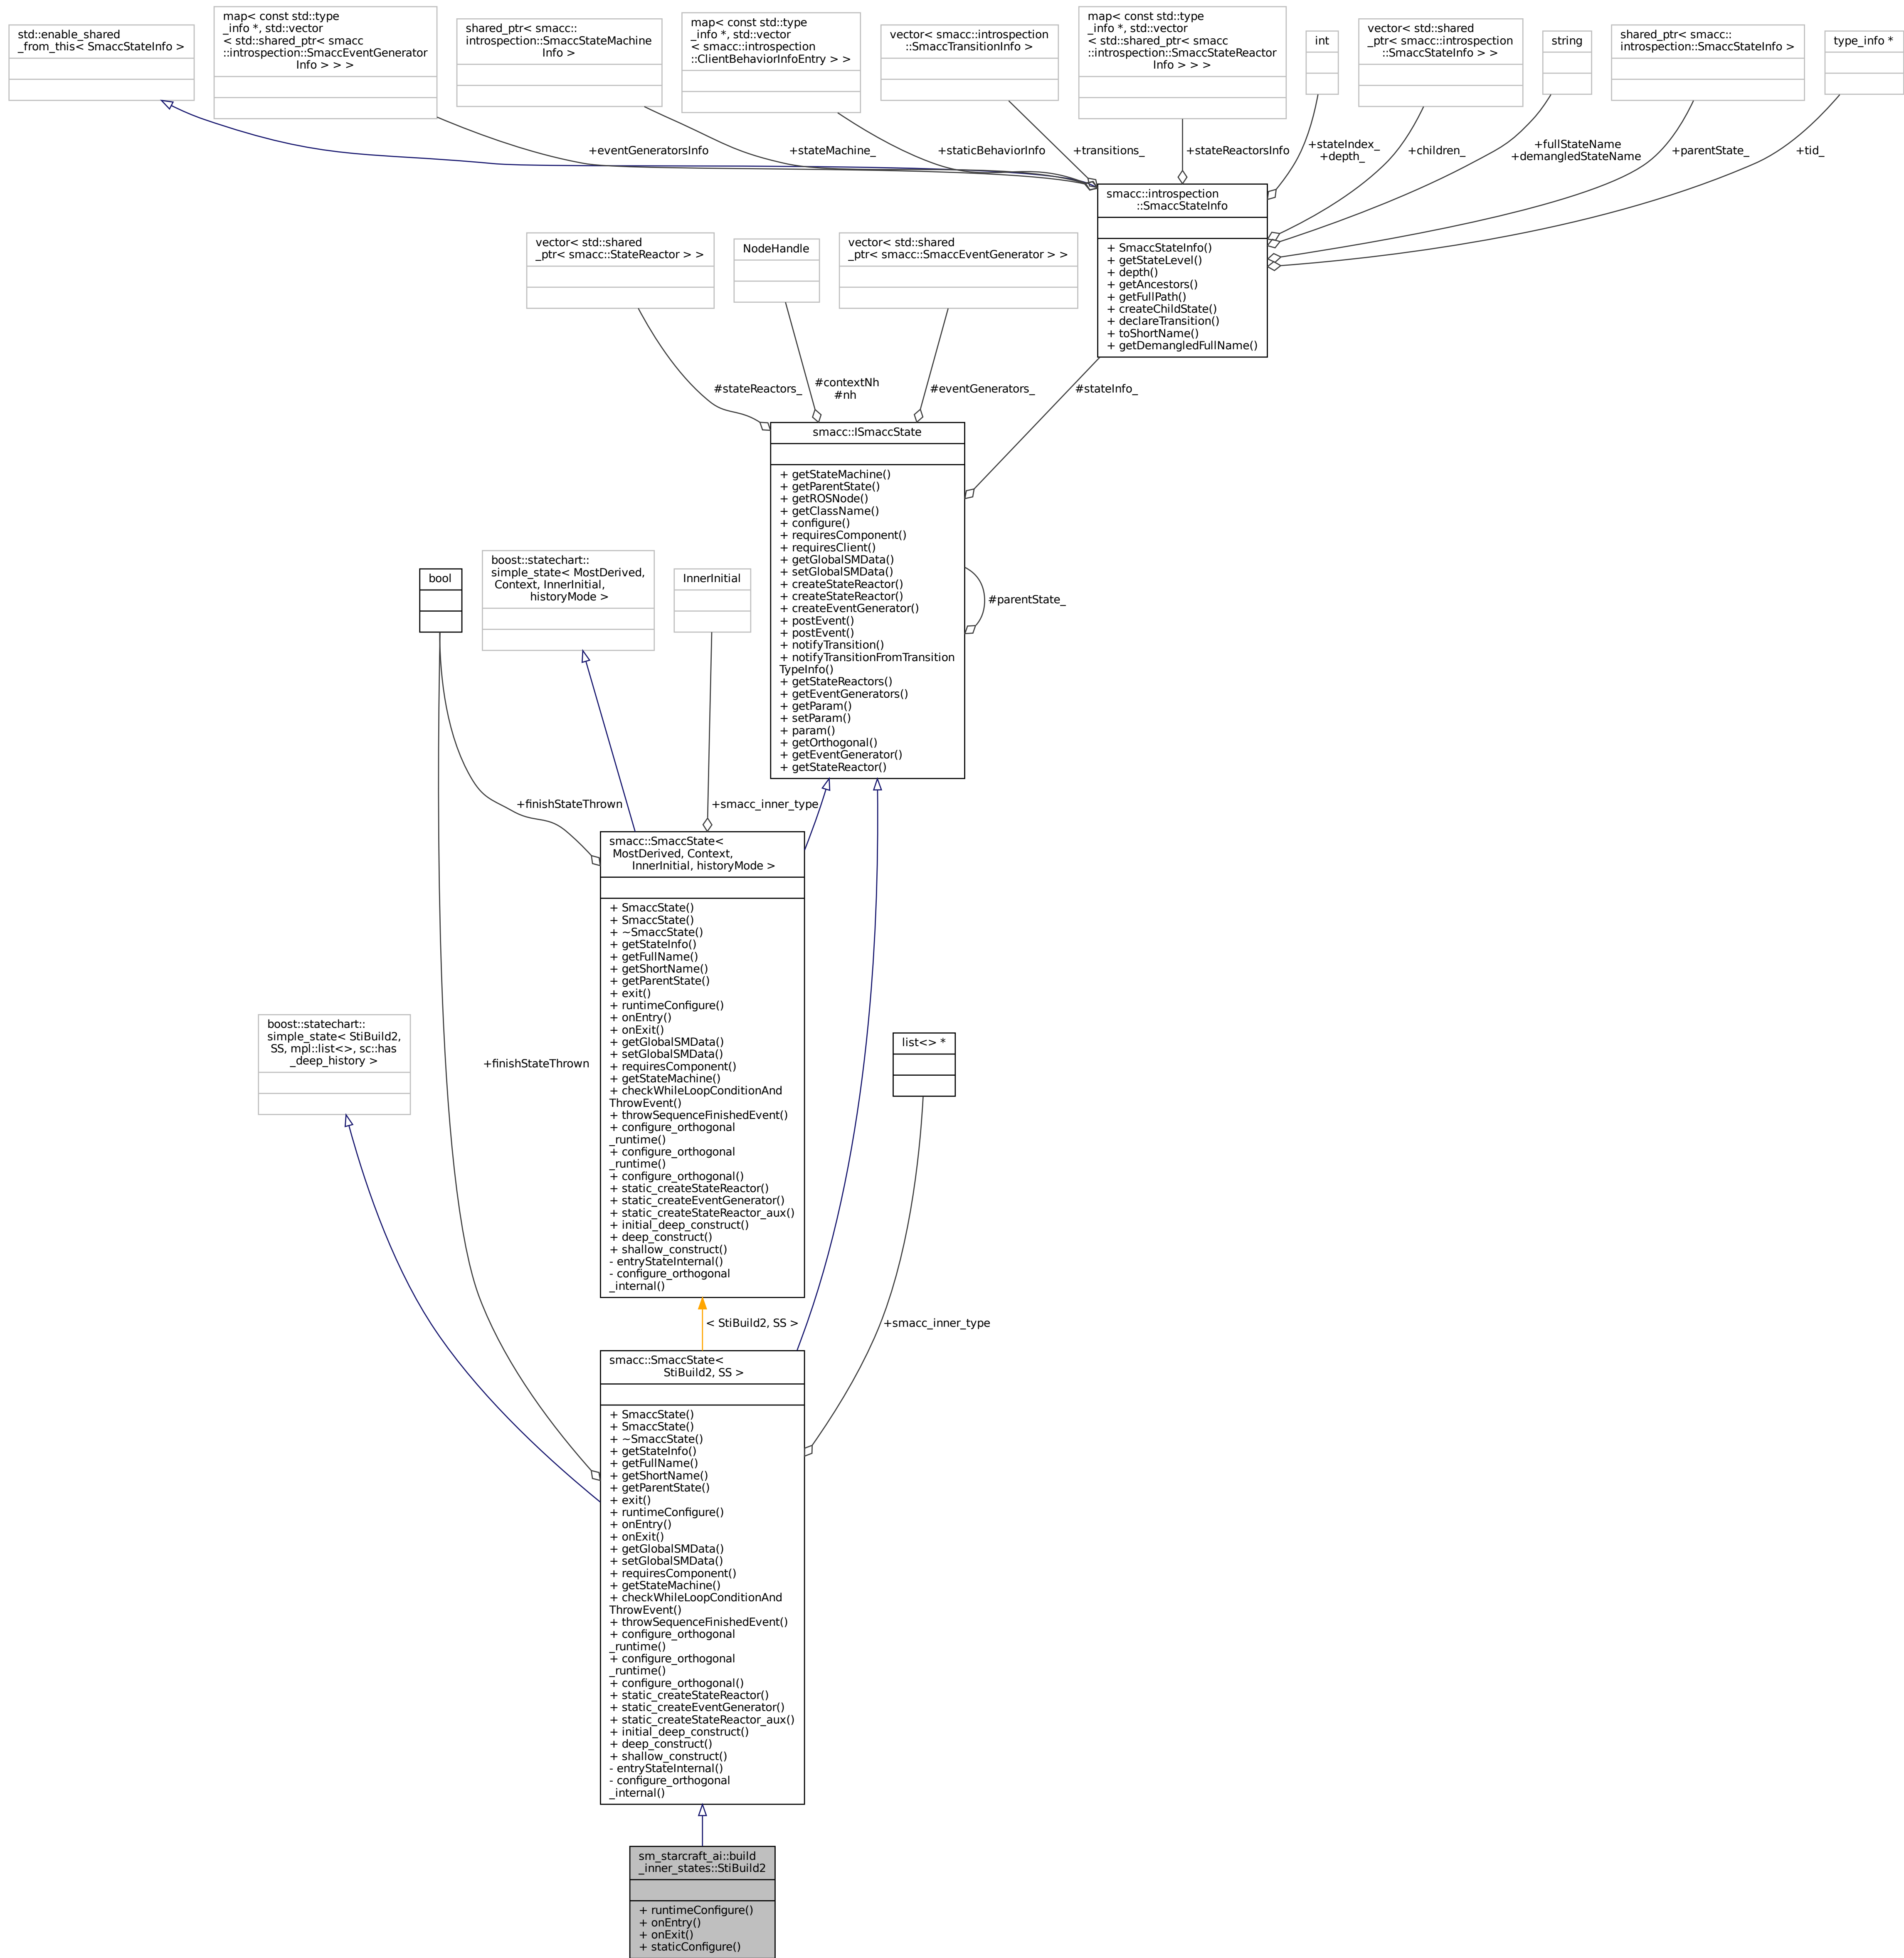 std::enable_shared
_from_this< SmaccStateInfo >
map< const std::type
_info *, std::vector
< std::shared_ptr< smacc
::introspection::SmaccEventGenerator
Info > > >
shared_ptr< smacc::
introspection::SmaccStateMachine
Info >
map< const std::type
_info *, std::vector
< smacc::introspection
::ClientBehaviorInfoEntry > >
vector< smacc::introspection
::SmaccTransitionInfo >
map< const std::type
_info *, std::vector
< std::shared_ptr< smacc
::introspection::SmaccStateReactor
Info > > >
int
vector< std::shared
_ptr< smacc::introspection
::SmaccStateInfo > >
string
shared_ptr< smacc::
introspection::SmaccStateInfo >
type_info *
+eventGeneratorsInfo
+stateMachine_
+staticBehaviorInfo
+transitions_
+stateReactorsInfo
+stateIndex_
+depth_
+children_
+fullStateName
+demangledStateName
+parentState_
+tid_
smacc::introspection
::SmaccStateInfo
+ SmaccStateInfo()
+ getStateLevel()
+ depth()
+ getAncestors()
+ getFullPath()
+ createChildState()
+ declareTransition()
+ toShortName()
+ getDemangledFullName()
vector< std::shared
_ptr< smacc::StateReactor > >
NodeHandle
vector< std::shared
_ptr< smacc::SmaccEventGenerator > >
#stateReactors_
#contextNh
#nh
#eventGenerators_
#stateInfo_
smacc::ISmaccState
+ getStateMachine()
+ getParentState()
+ getROSNode()
+ getClassName()
+ configure()
+ requiresComponent()
+ requiresClient()
+ getGlobalSMData()
+ setGlobalSMData()
+ createStateReactor()
+ createStateReactor()
+ createEventGenerator()
+ postEvent()
+ postEvent()
+ notifyTransition()
+ notifyTransitionFromTransition
TypeInfo()
+ getStateReactors()
+ getEventGenerators()
+ getParam()
+ setParam()
+ param()
+ getOrthogonal()
+ getEventGenerator()
+ getStateReactor()
#parentState_
bool
boost::statechart::
simple_state< MostDerived,
Context, InnerInitial,
historyMode >
InnerInitial
+finishStateThrown
+smacc_inner_type
smacc::SmaccState<
MostDerived, Context,
InnerInitial, historyMode >
+ SmaccState()
+ SmaccState()
+ ~SmaccState()
+ getStateInfo()
+ getFullName()
+ getShortName()
+ getParentState()
+ exit()
+ runtimeConfigure()
+ onEntry()
+ onExit()
+ getGlobalSMData()
+ setGlobalSMData()
+ requiresComponent()
+ getStateMachine()
+ checkWhileLoopConditionAnd
ThrowEvent()
+ throwSequenceFinishedEvent()
+ configure_orthogonal
_runtime()
+ configure_orthogonal
_runtime()
+ configure_orthogonal()
+ static_createStateReactor()
+ static_createEventGenerator()
+ static_createStateReactor_aux()
+ initial_deep_construct()
+ deep_construct()
+ shallow_construct()
- entryStateInternal()
- configure_orthogonal
_internal()
boost::statechart::
simple_state< StiBuild2,
SS, mpl::list<>, sc::has
_deep_history >
+finishStateThrown
list<> *
< StiBuild2, SS >
+smacc_inner_type
smacc::SmaccState<
StiBuild2, SS >
+ SmaccState()
+ SmaccState()
+ ~SmaccState()
+ getStateInfo()
+ getFullName()
+ getShortName()
+ getParentState()
+ exit()
+ runtimeConfigure()
+ onEntry()
+ onExit()
+ getGlobalSMData()
+ setGlobalSMData()
+ requiresComponent()
+ getStateMachine()
+ checkWhileLoopConditionAnd
ThrowEvent()
+ throwSequenceFinishedEvent()
+ configure_orthogonal
_runtime()
+ configure_orthogonal
_runtime()
+ configure_orthogonal()
+ static_createStateReactor()
+ static_createEventGenerator()
+ static_createStateReactor_aux()
+ initial_deep_construct()
+ deep_construct()
+ shallow_construct()
- entryStateInternal()
- configure_orthogonal
_internal()
sm_starcraft_ai::build
_inner_states::StiBuild2
+ runtimeConfigure()
+ onEntry()
+ onExit()
+ staticConfigure()